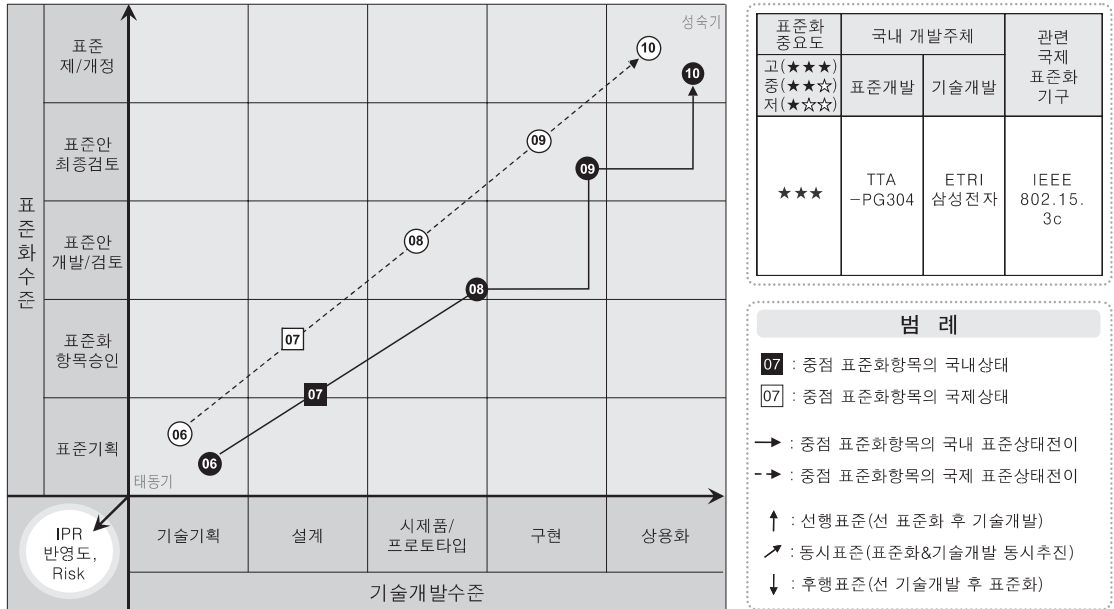 표준화수준
표준
제/개정
표준안
최종검토
표준안
개발/검토
표준화
항목승인
표준기획
성숙기
10
10
09
09
08
08
07
07
06
06
태동기
IPR
반영도,
Risk
기술기획
설계
시제품/
프로토타입
구현
상용화
기술개발수준
표준화
중요도
국내 개발주체
관련
국제
표준화
기구
고(★★★)
중(★★☆)
저(★☆☆)
표준개발
기술개발
★★★
TTA
-PG304
ETRI
삼성전자
IEEE
802.15.
3c
범 례
07 : 중점 표준화항목의 국내상태
07 : 중점 표준화항목의 국제상태
→ : 중점 표준화항목의 국내 표준상태전이
⇢ : 중점 표준화항목의 국제 표준상태전이
↑ : 선행표준(선 표준화 후 기술개발)
↗ : 동시표준(표준화&기술개발 동시추진)
↓ : 후행표준(선 기술개발 후 표준화)